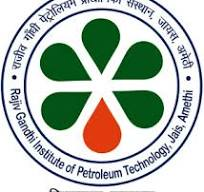 राजीव गाँधी पेट्रोलियम प्रौद्योगिकी संस्थान, जायस, अमेठी
Rajiv Gandhi Institute of Petroleum Technology, Jais, Amethi